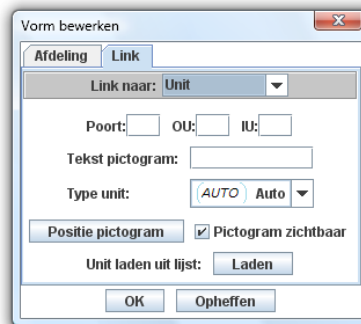 Vorm bewerken
Afdeling Link
Link naar: Unit
Poort: OU: IU:
Tekst pictogram:
Type unit: AUTO Auto
Positie pictogram Pictogram zichtbaar
Unit laden uit lijst: Laden
OK Opheffen